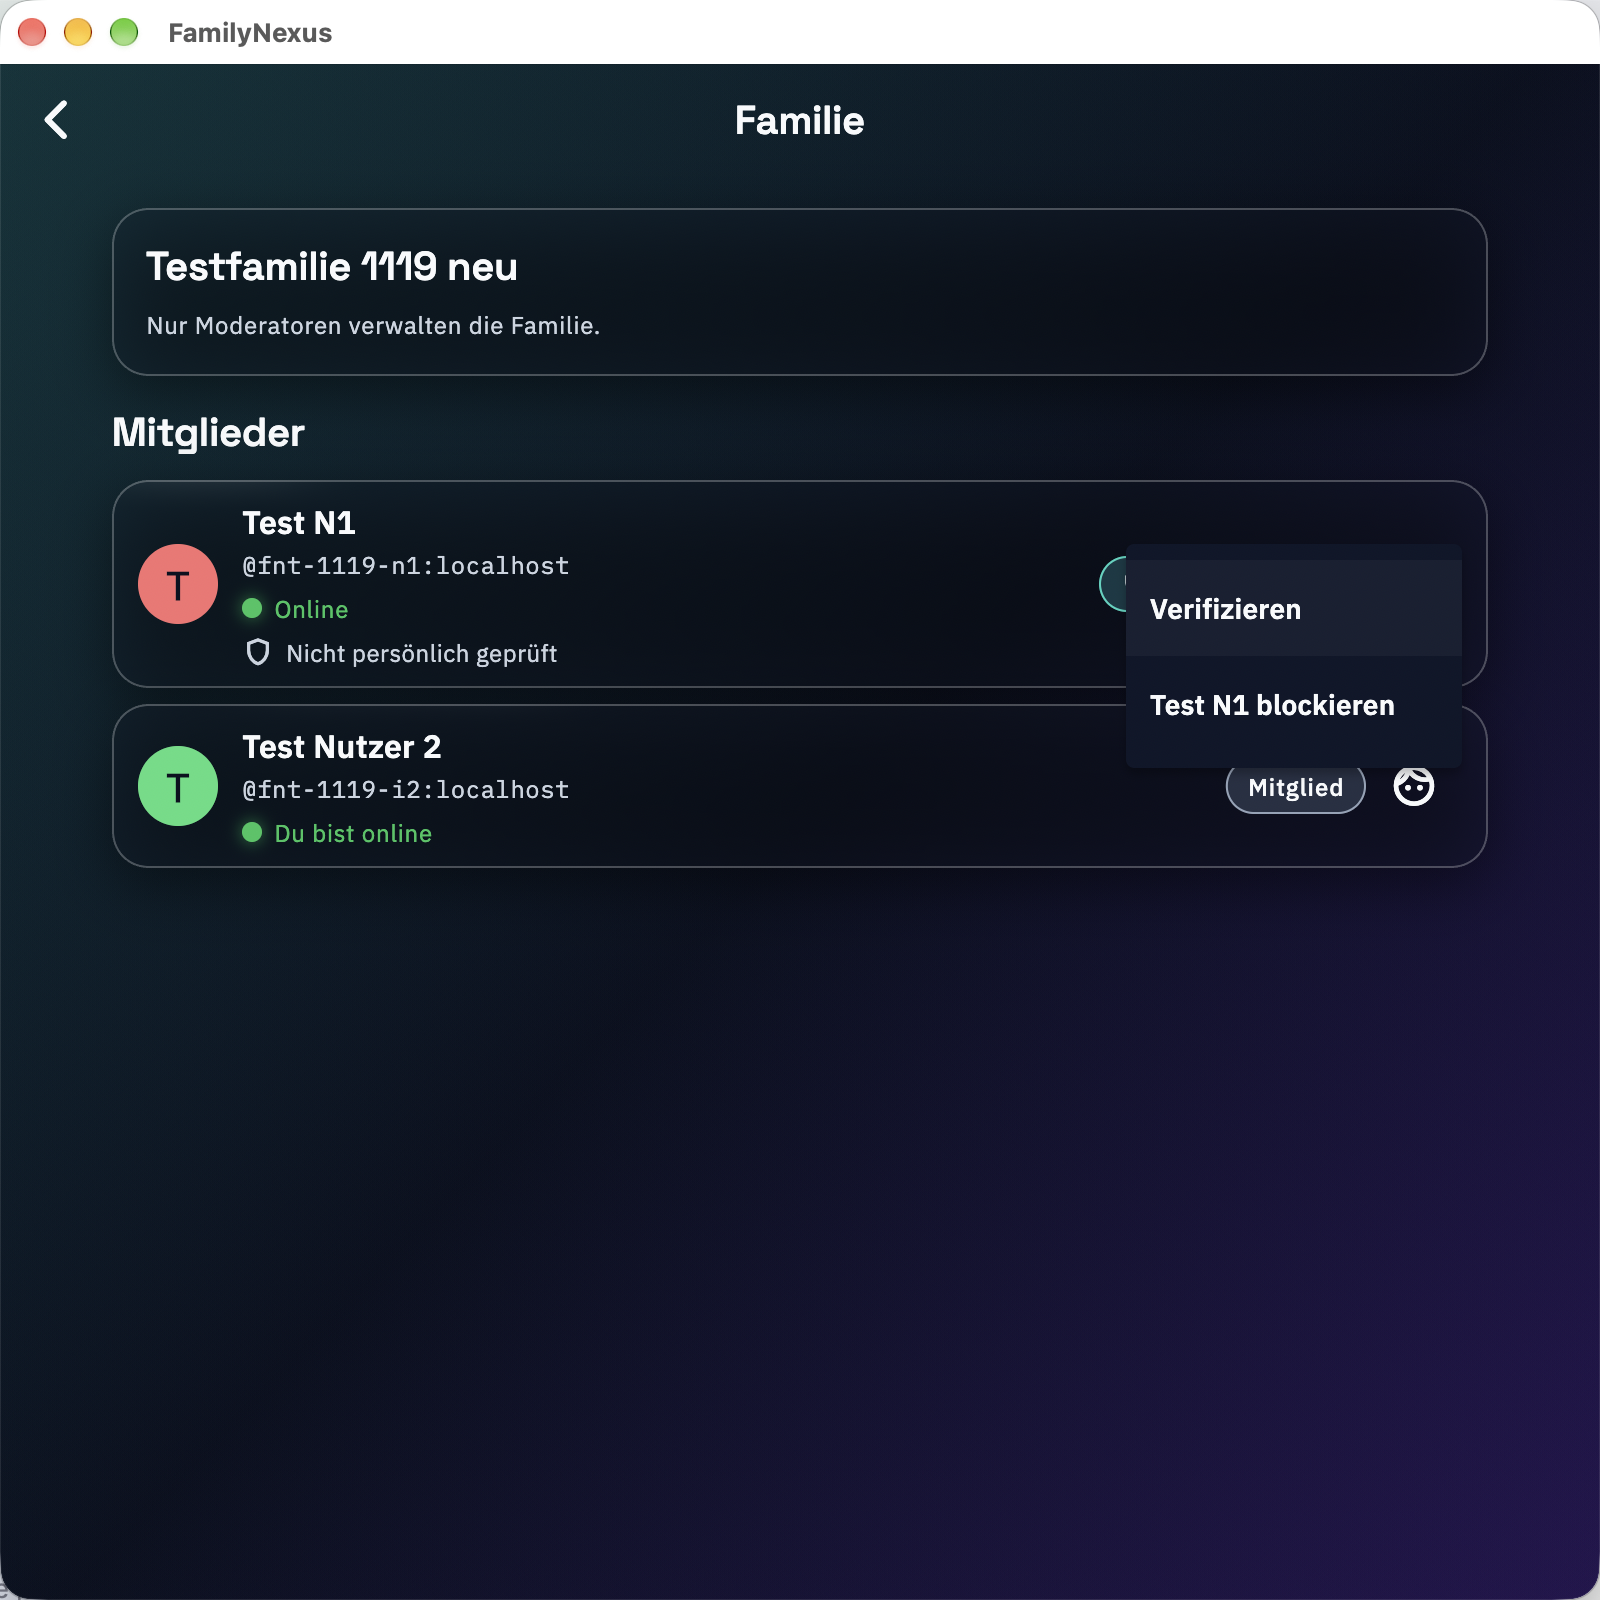 FamilyNexus
Familie
Testfamilie 1119 neu
Nur Moderatoren verwalten die Familie.
Mitglieder
Test N1
@fnt-1119-n1:localhost
Online
Nicht persönlich geprüft
Verifizieren
Test N1 blockieren
T
Test Nutzer 2
@fnt-1119-i2:localhost
Du bist online
Mitglied
T